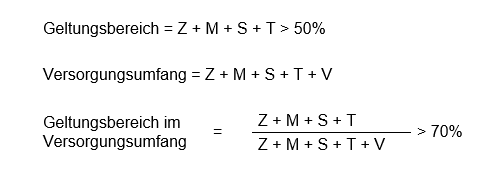 Geltungsbereich = Z + M + S + T > 50%
Versorgungsumfang = Z + M + S + T + V
Geltungsbereich im
Versorgungsumfang
=
Z + M + S + T
Z + M + S + T + V
> 70%